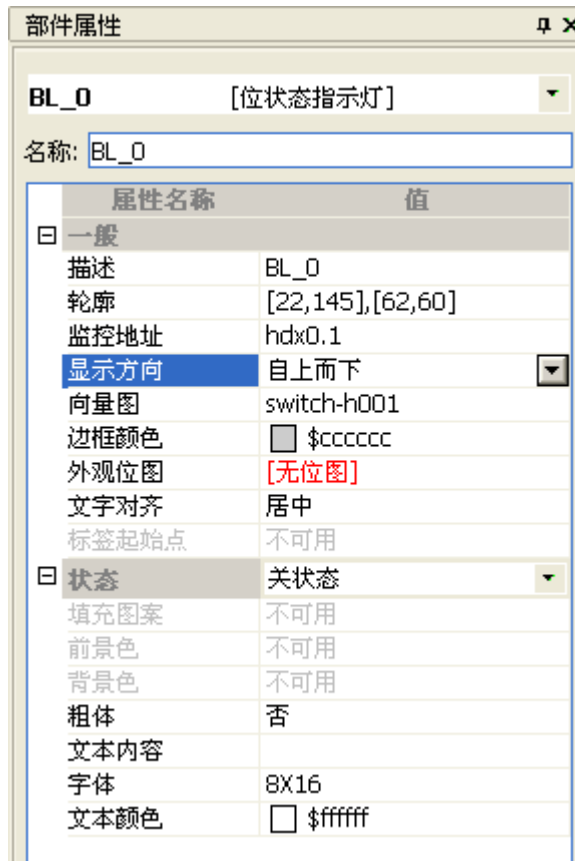 部件属性
BL_0 [位状态指示灯]
名称: BL_0
属性名称 值
一般
描述 BL_0
轮廓 [22,145],[62,60]
监控地址 hdx0.1
显示方向 自上而下
向量图 switch-h001
边框颜色 $cccccc
外观位图 [无位图]
文字对齐 居中
标签起始点 不可用
状态 关状态
填充图案 不可用
前景色 不可用
背景色 不可用
粗体 否
文本内容
字体 8X16
文本颜色 $ffffff